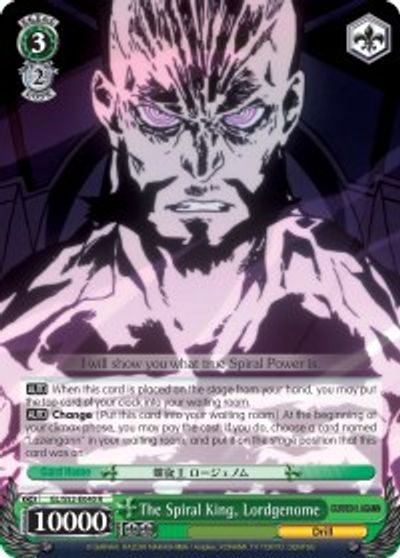 3
2
I will show you what true Spiral Power is.
When this card is placed on the stage from your hand, you may put
the top card of your clock into your waiting room.
Change [Put this card into your waiting room] At the beginning of
your climax phase, you may pay the cost. If you do, choose a card named
"Lazengann" in your waiting room, and put it on the stage position that this
card was on.
Card Name
螺旋王 ロージェノム
The Spiral King, Lordgenome
10000
Drill